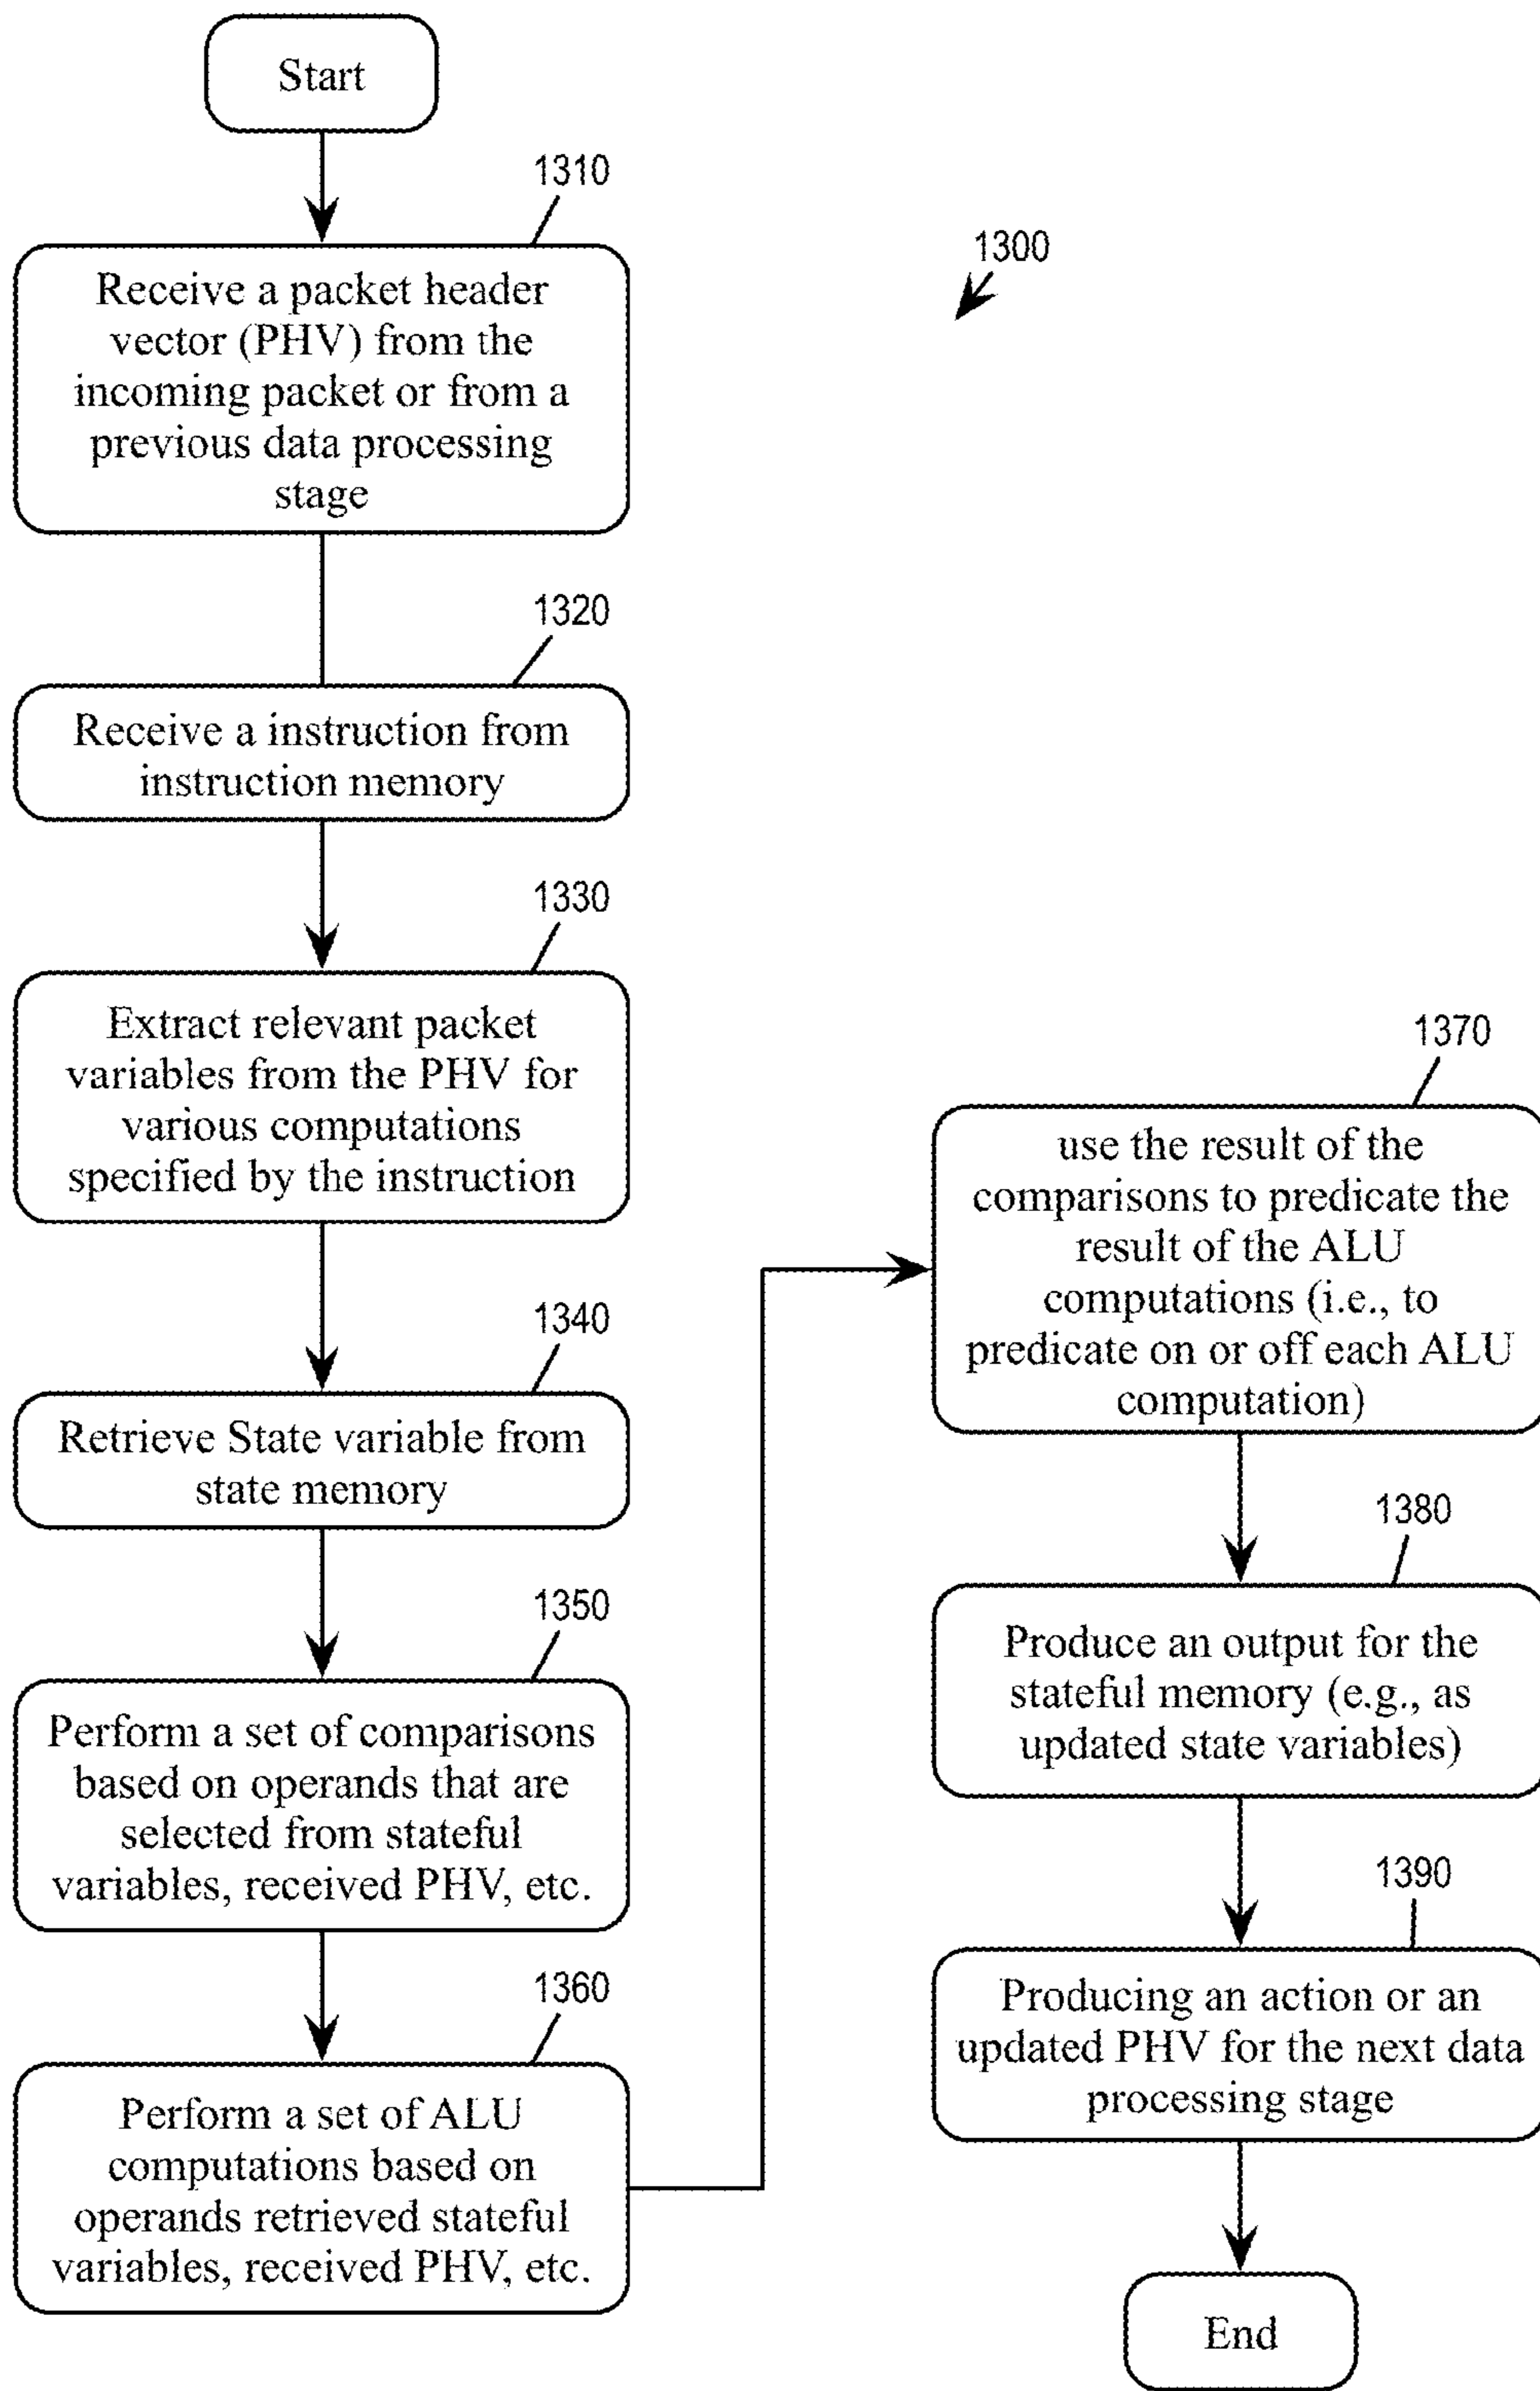 Start
1310
Receive a packet header
vector (PHV) from the
incoming packet or from a
previous data processing
stage
1320
Receive a instruction from
instruction memory
1330
Extract relevant packet
variables from the PHV for
various computations
specified by the instruction
1340
Retrieve State variable from
state memory
1350
Perform a set of comparisons
based on operands that are
selected from stateful
variables, received PHV, etc.
1360
Perform a set of ALU
computations based on
operands retrieved stateful
variables, received PHV, etc.
1300
1370
use the result of the
comparisons to predicate the
result of the ALU
computations (i.e., to
predicate on or off each ALU
computation)
1380
Produce an output for the
stateful memory (e.g., as
updated state variables)
1390
Producing an action or an
updated PHV for the next data
processing stage
End